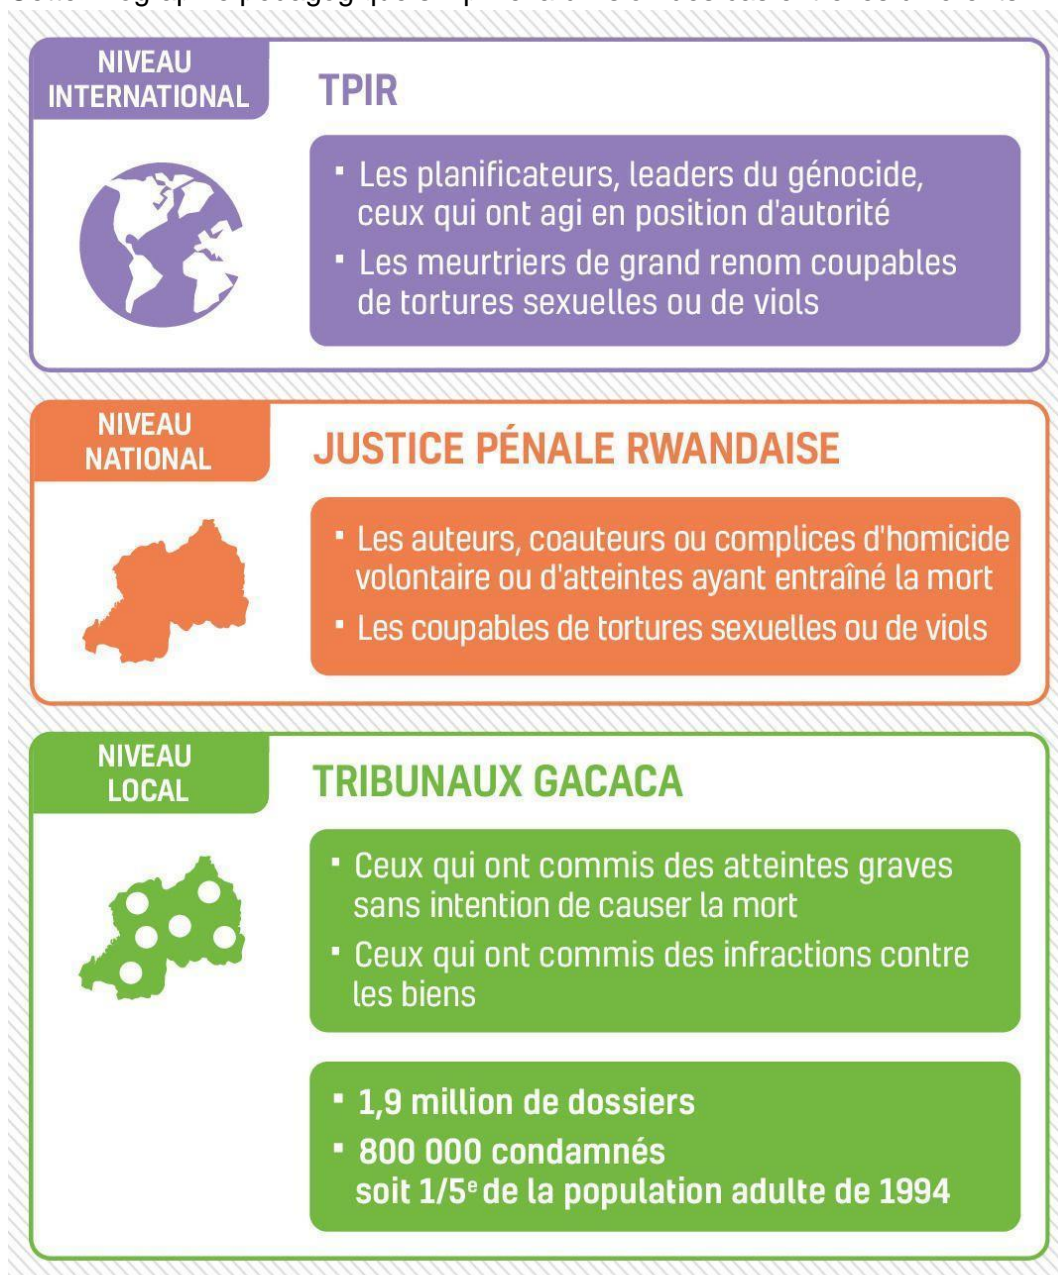 NIVEAU
INTERNATIONAL
TPIR
▪ Les planificateurs, leaders du génocide,
ceux qui ont agi en position d'autorité
▪ Les meurtriers de grand renom coupables
de tortures sexuelles ou de viols
NIVEAU
NATIONAL
JUSTICE PÉNALE RWANDAISE
▪ Les auteurs, coauteurs ou complices d'homicide
volontaire ou d'atteintes ayant entraîné la mort
▪ Les coupables de tortures sexuelles ou de viols
NIVEAU
LOCAL
TRIBUNAUX GACACA
▪ Ceux qui ont commis des atteintes graves
sans intention de causer la mort
▪ Ceux qui ont commis des infractions contre
les biens
▪ 1,9 million de dossiers
▪ 800 000 condamnés
soit 1/5ᵉ de la population adulte de 1994